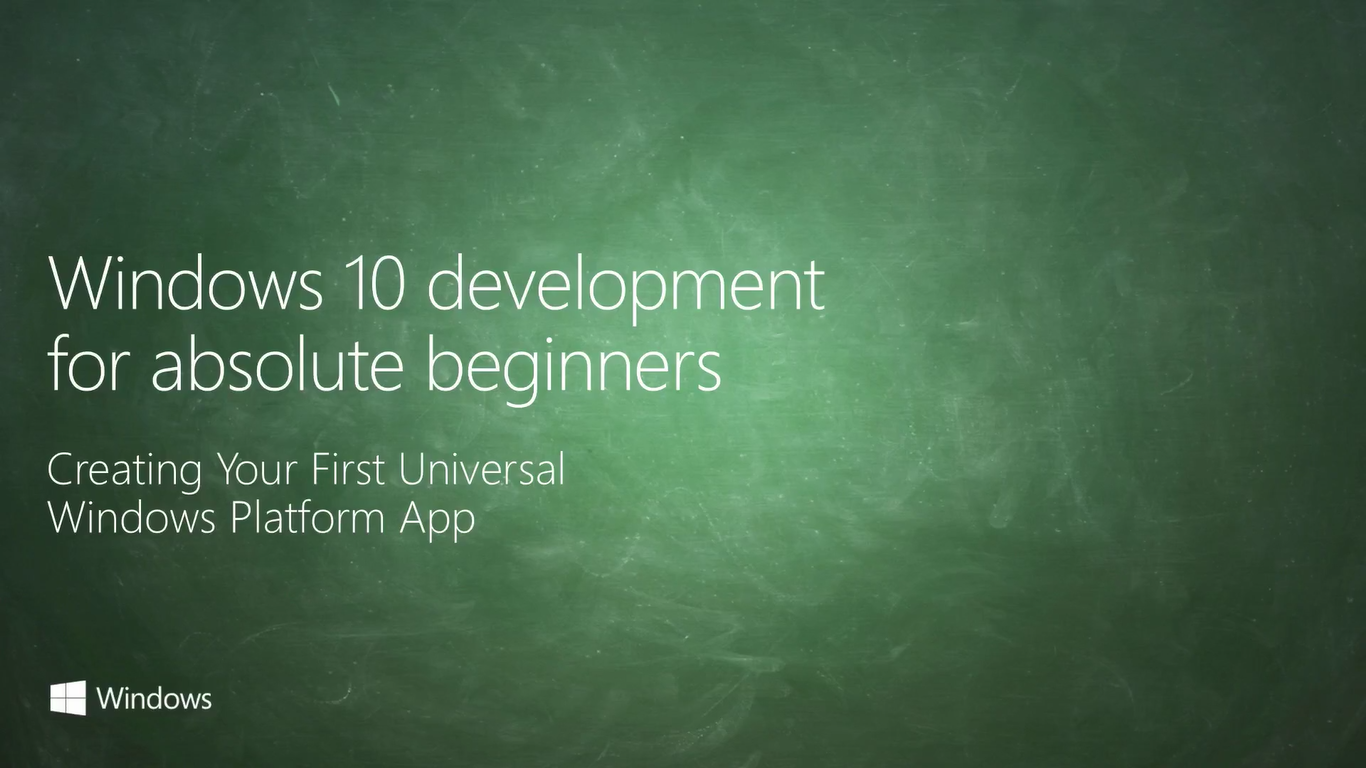 Windows 10 development
for absolute beginners
Creating Your First Universal
Windows Platform App
Windows